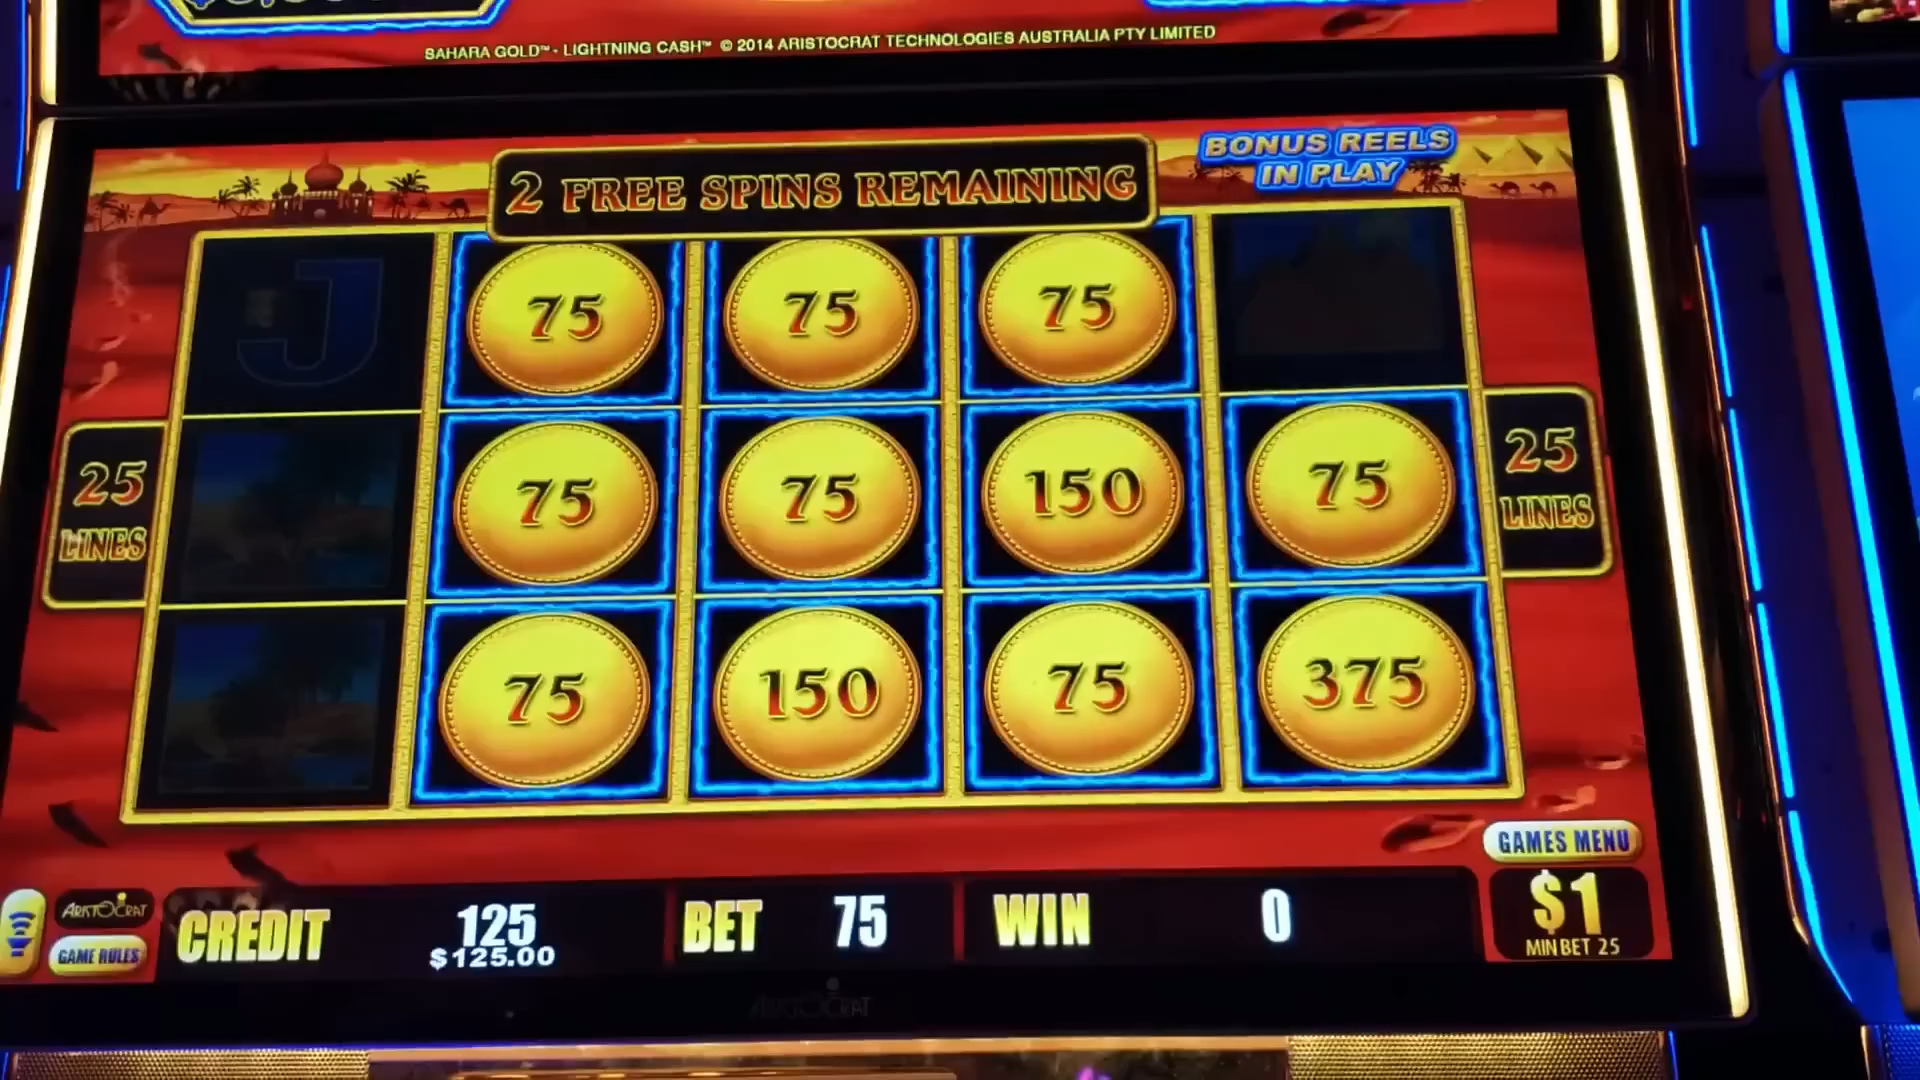 SAHARA GOLD™ - LIGHTNING CASH™ © 2014 ARISTOCRAT TECHNOLOGIES AUSTRALIA PTY LIMITED
BONUS REELS
IN PLAY
2 FREE SPINS REMAINING
J
75
75
75
25
LINES
75
75
150
75
25
LINES
75
150
75
375
GAMES MENU
ARISTOCRAT
GAME RULES
CREDIT
125
$125.00
BET
75
WIN
0
$1
MIN BET 25
ARISTOCRAT